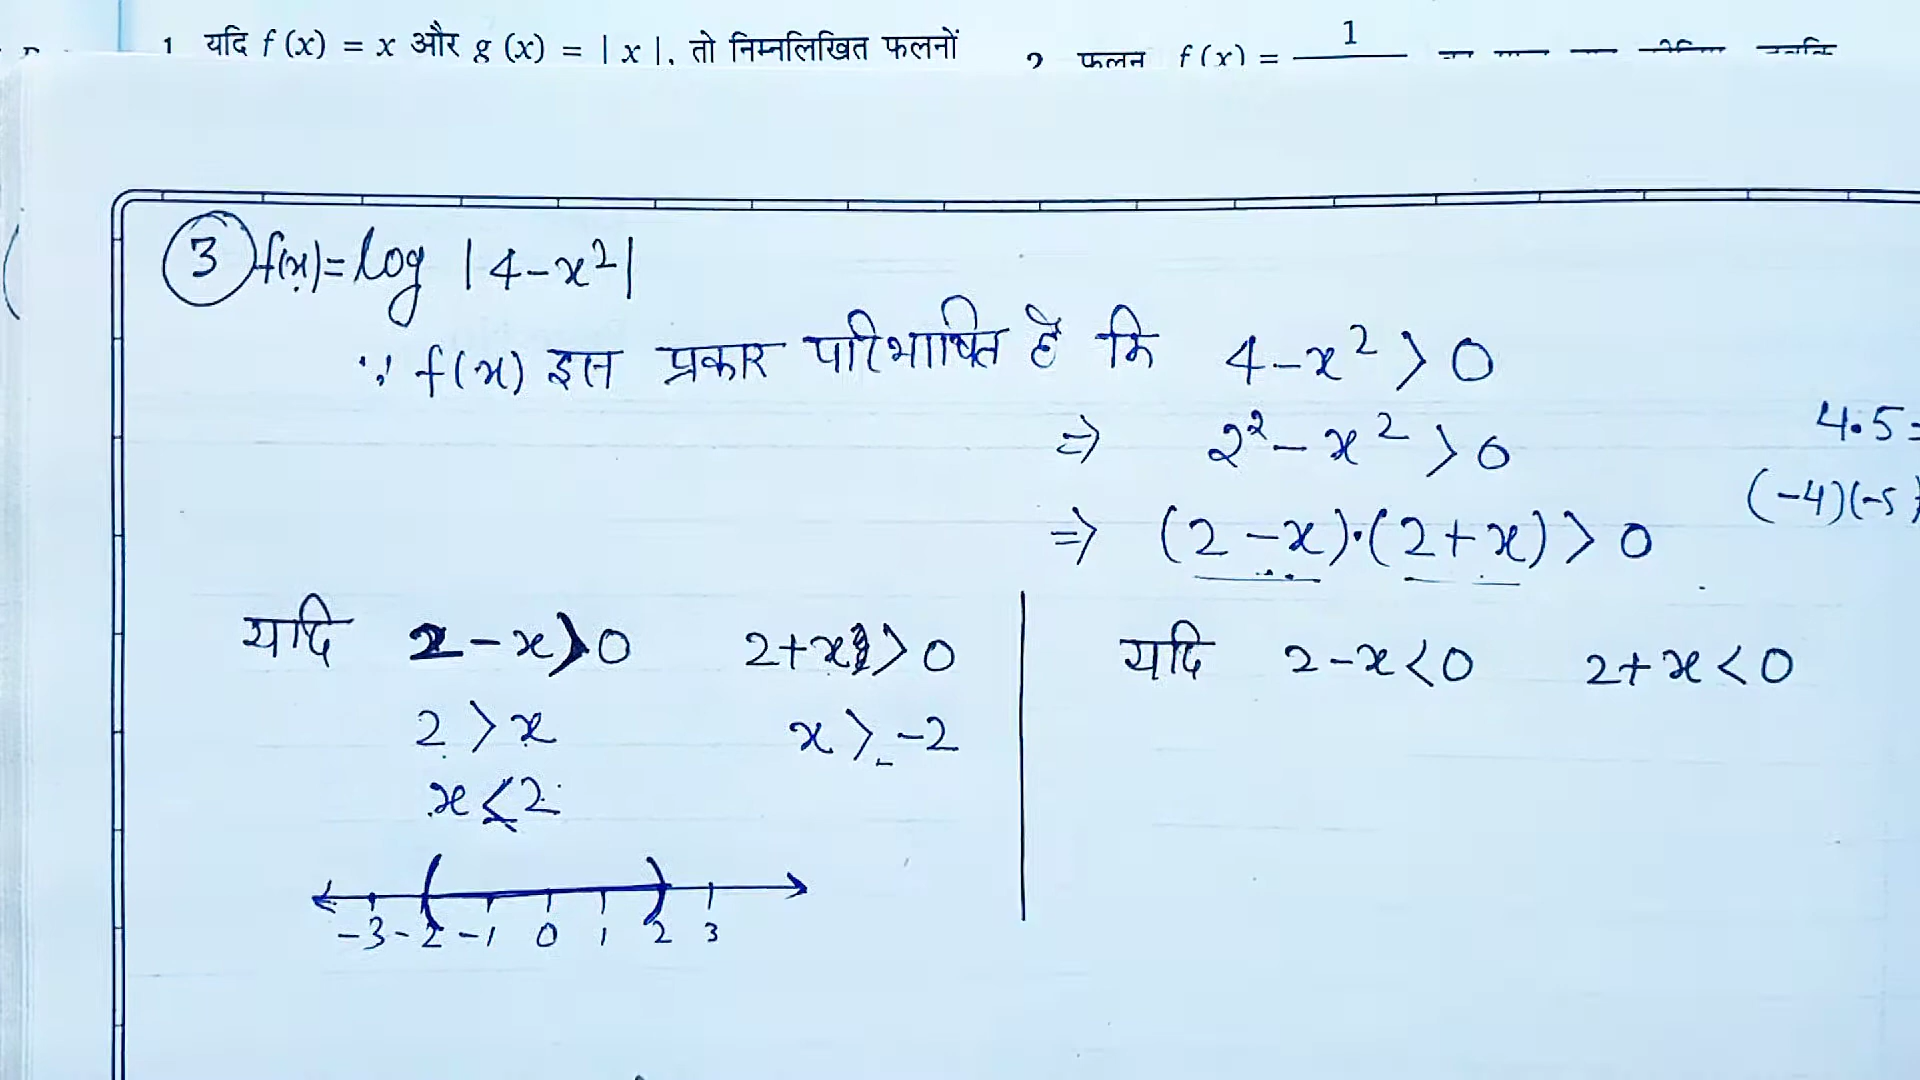 1 यदि f (x) = x और g (x) = | x |, तो निम्नलिखित फलनों
2 फलन f(x) = 1
3 f(x) = log |4-x²|
∵ f(x) इस प्रकार परिभाषित है कि 4-x² > 0
⇒ 2² - x² > 0
4.5 =
(-4)(-5)
⇒ (2-x)·(2+x) > 0
यदि 2-x > 0 2+x > 0
2 > x x > -2
x < 2
-3 -2 -1 0 1 2 3
यदि 2-x < 0 2+x < 0